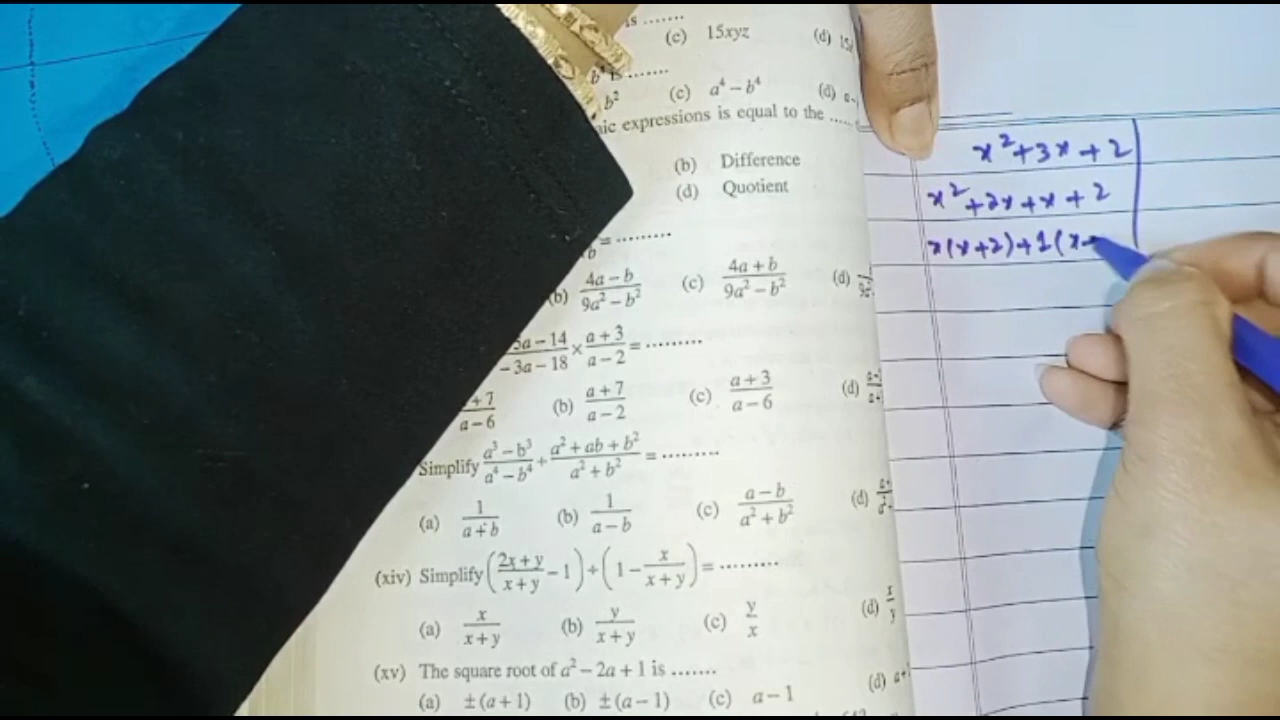 is .......
(c) 15xyz (d)
is .......
b² (c) a⁴ − b⁴ (d)
expressions is equal to the .....
(b) Difference
(d) Quotient
= .........
(b) (4a − b)/(9a² − b²) (c) (4a + b)/(9a² − b²) (d)
5a − 14/− 3a − 18 × (a + 3)/(a − 2) = .........
+ 7/a − 6 (b) (a + 7)/(a − 2) (c) (a + 3)/(a − 6) (d)
Simplify (a³ − b³)/(a⁴ − b⁴) ÷ (a² + ab + b²)/(a² + b²) = .........
(a) 1/(a + b) (b) 1/(a − b) (c) (a − b)/(a² + b²) (d)
(xiv) Simplify ((2x + y)/(x + y) − 1) ÷ (1 − x/(x + y)) = .........
(a) x/(x + y) (b) y/(x + y) (c) y/x (d) x/y
(xv) The square root of a² − 2a + 1 is .......
(a) ± (a + 1) (b) ± (a − 1) (c) a − 1 (d)
x² + 3x + 2
x² + 2x + x + 2
x(x + 2) + 1(x +